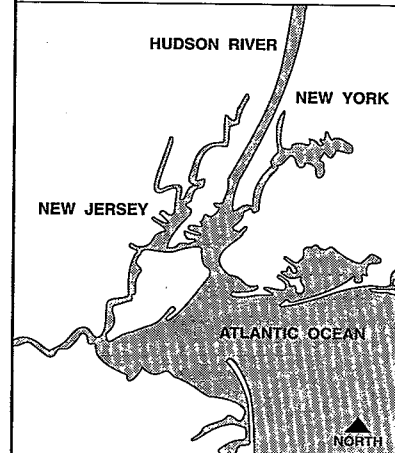 HUDSON RIVER
NEW YORK
NEW JERSEY
ATLANTIC OCEAN
NORTH